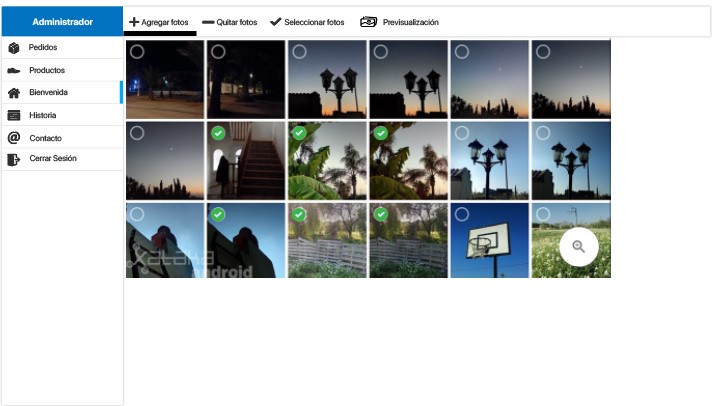 Administrador
Agregar fotos
Quitar fotos
Seleccionar fotos
Previsualización
Pedidos
Productos
Bienvenida
Historia
Contacto
Cerrar Sesión
Xataka
android